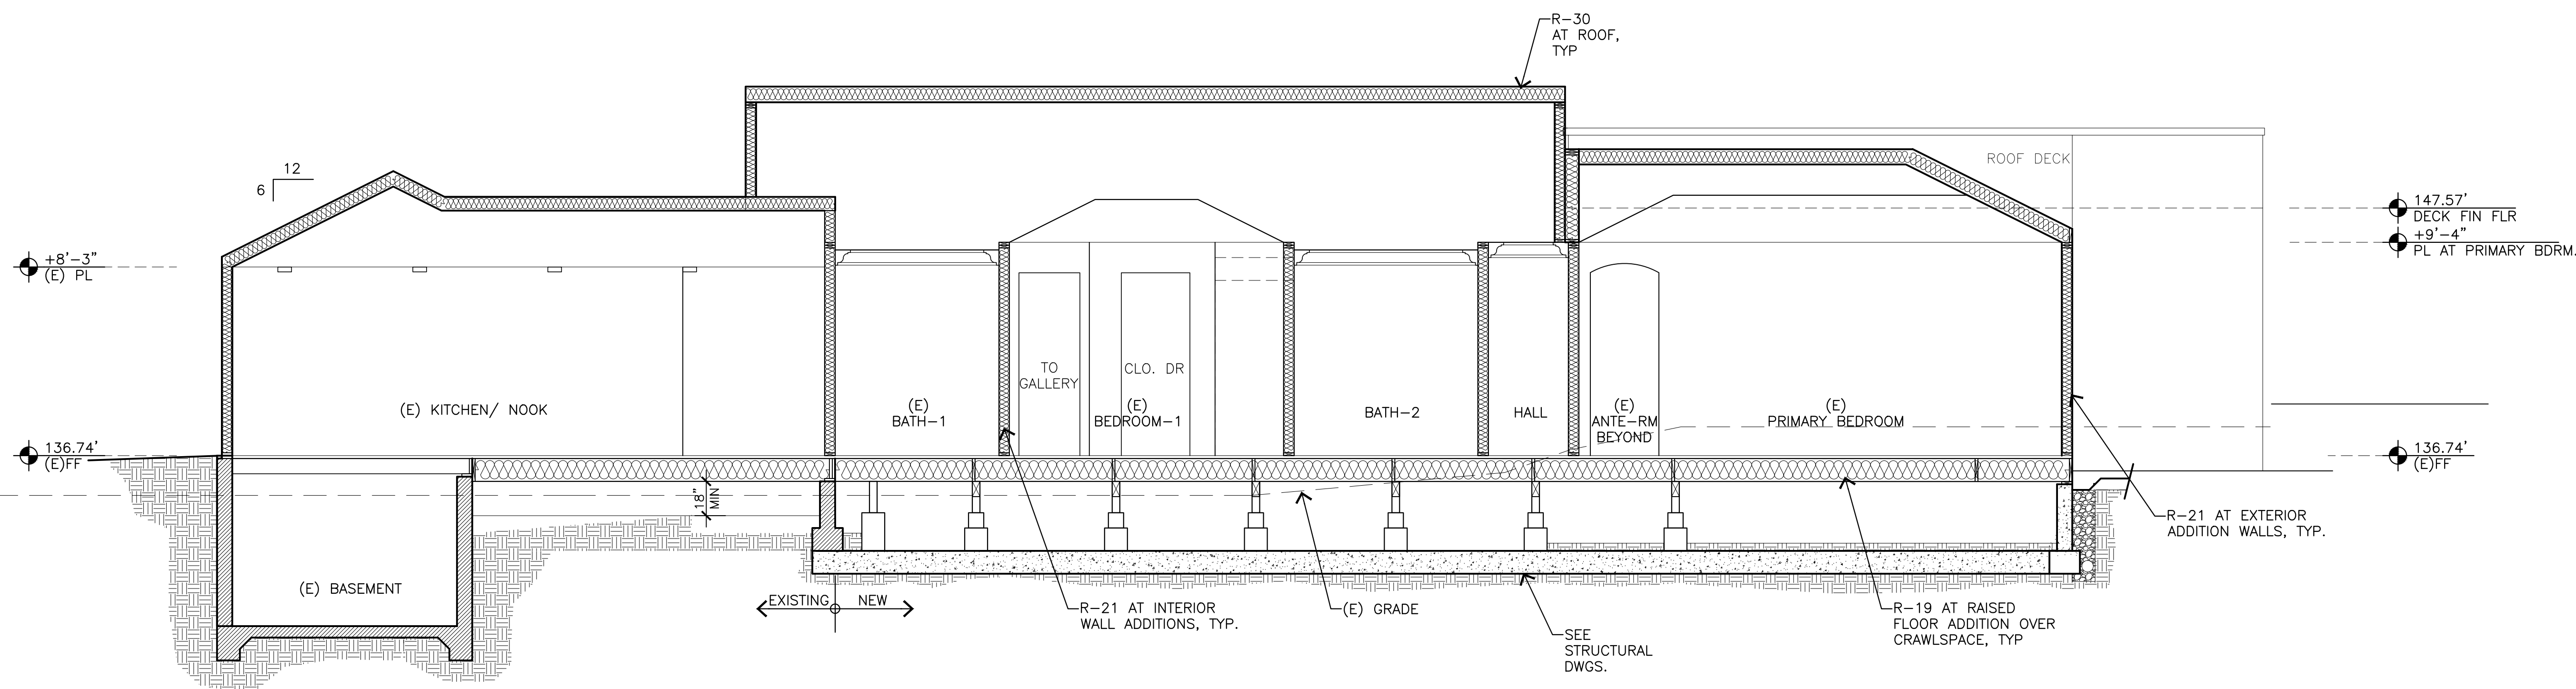 R-30
AT ROOF,
TYP
12
6
ROOF DECK
147.57'
DECK FIN FLR
+9'-4"
PL AT PRIMARY BDRM.
+8'-3"
(E) PL
TO
GALLERY
CLO. DR
(E) KITCHEN/ NOOK
(E)
BATH-1
(E)
BEDROOM-1
BATH-2
HALL
(E)
ANTE-RM
BEYOND
(E)
PRIMARY BEDROOM
136.74'
(E)FF
136.74'
(E)FF
18"
MIN
R-21 AT EXTERIOR
ADDITION WALLS, TYP.
(E) BASEMENT
EXISTING
NEW
R-21 AT INTERIOR
WALL ADDITIONS, TYP.
(E) GRADE
SEE
STRUCTURAL
DWGS.
R-19 AT RAISED
FLOOR ADDITION OVER
CRAWLSPACE, TYP